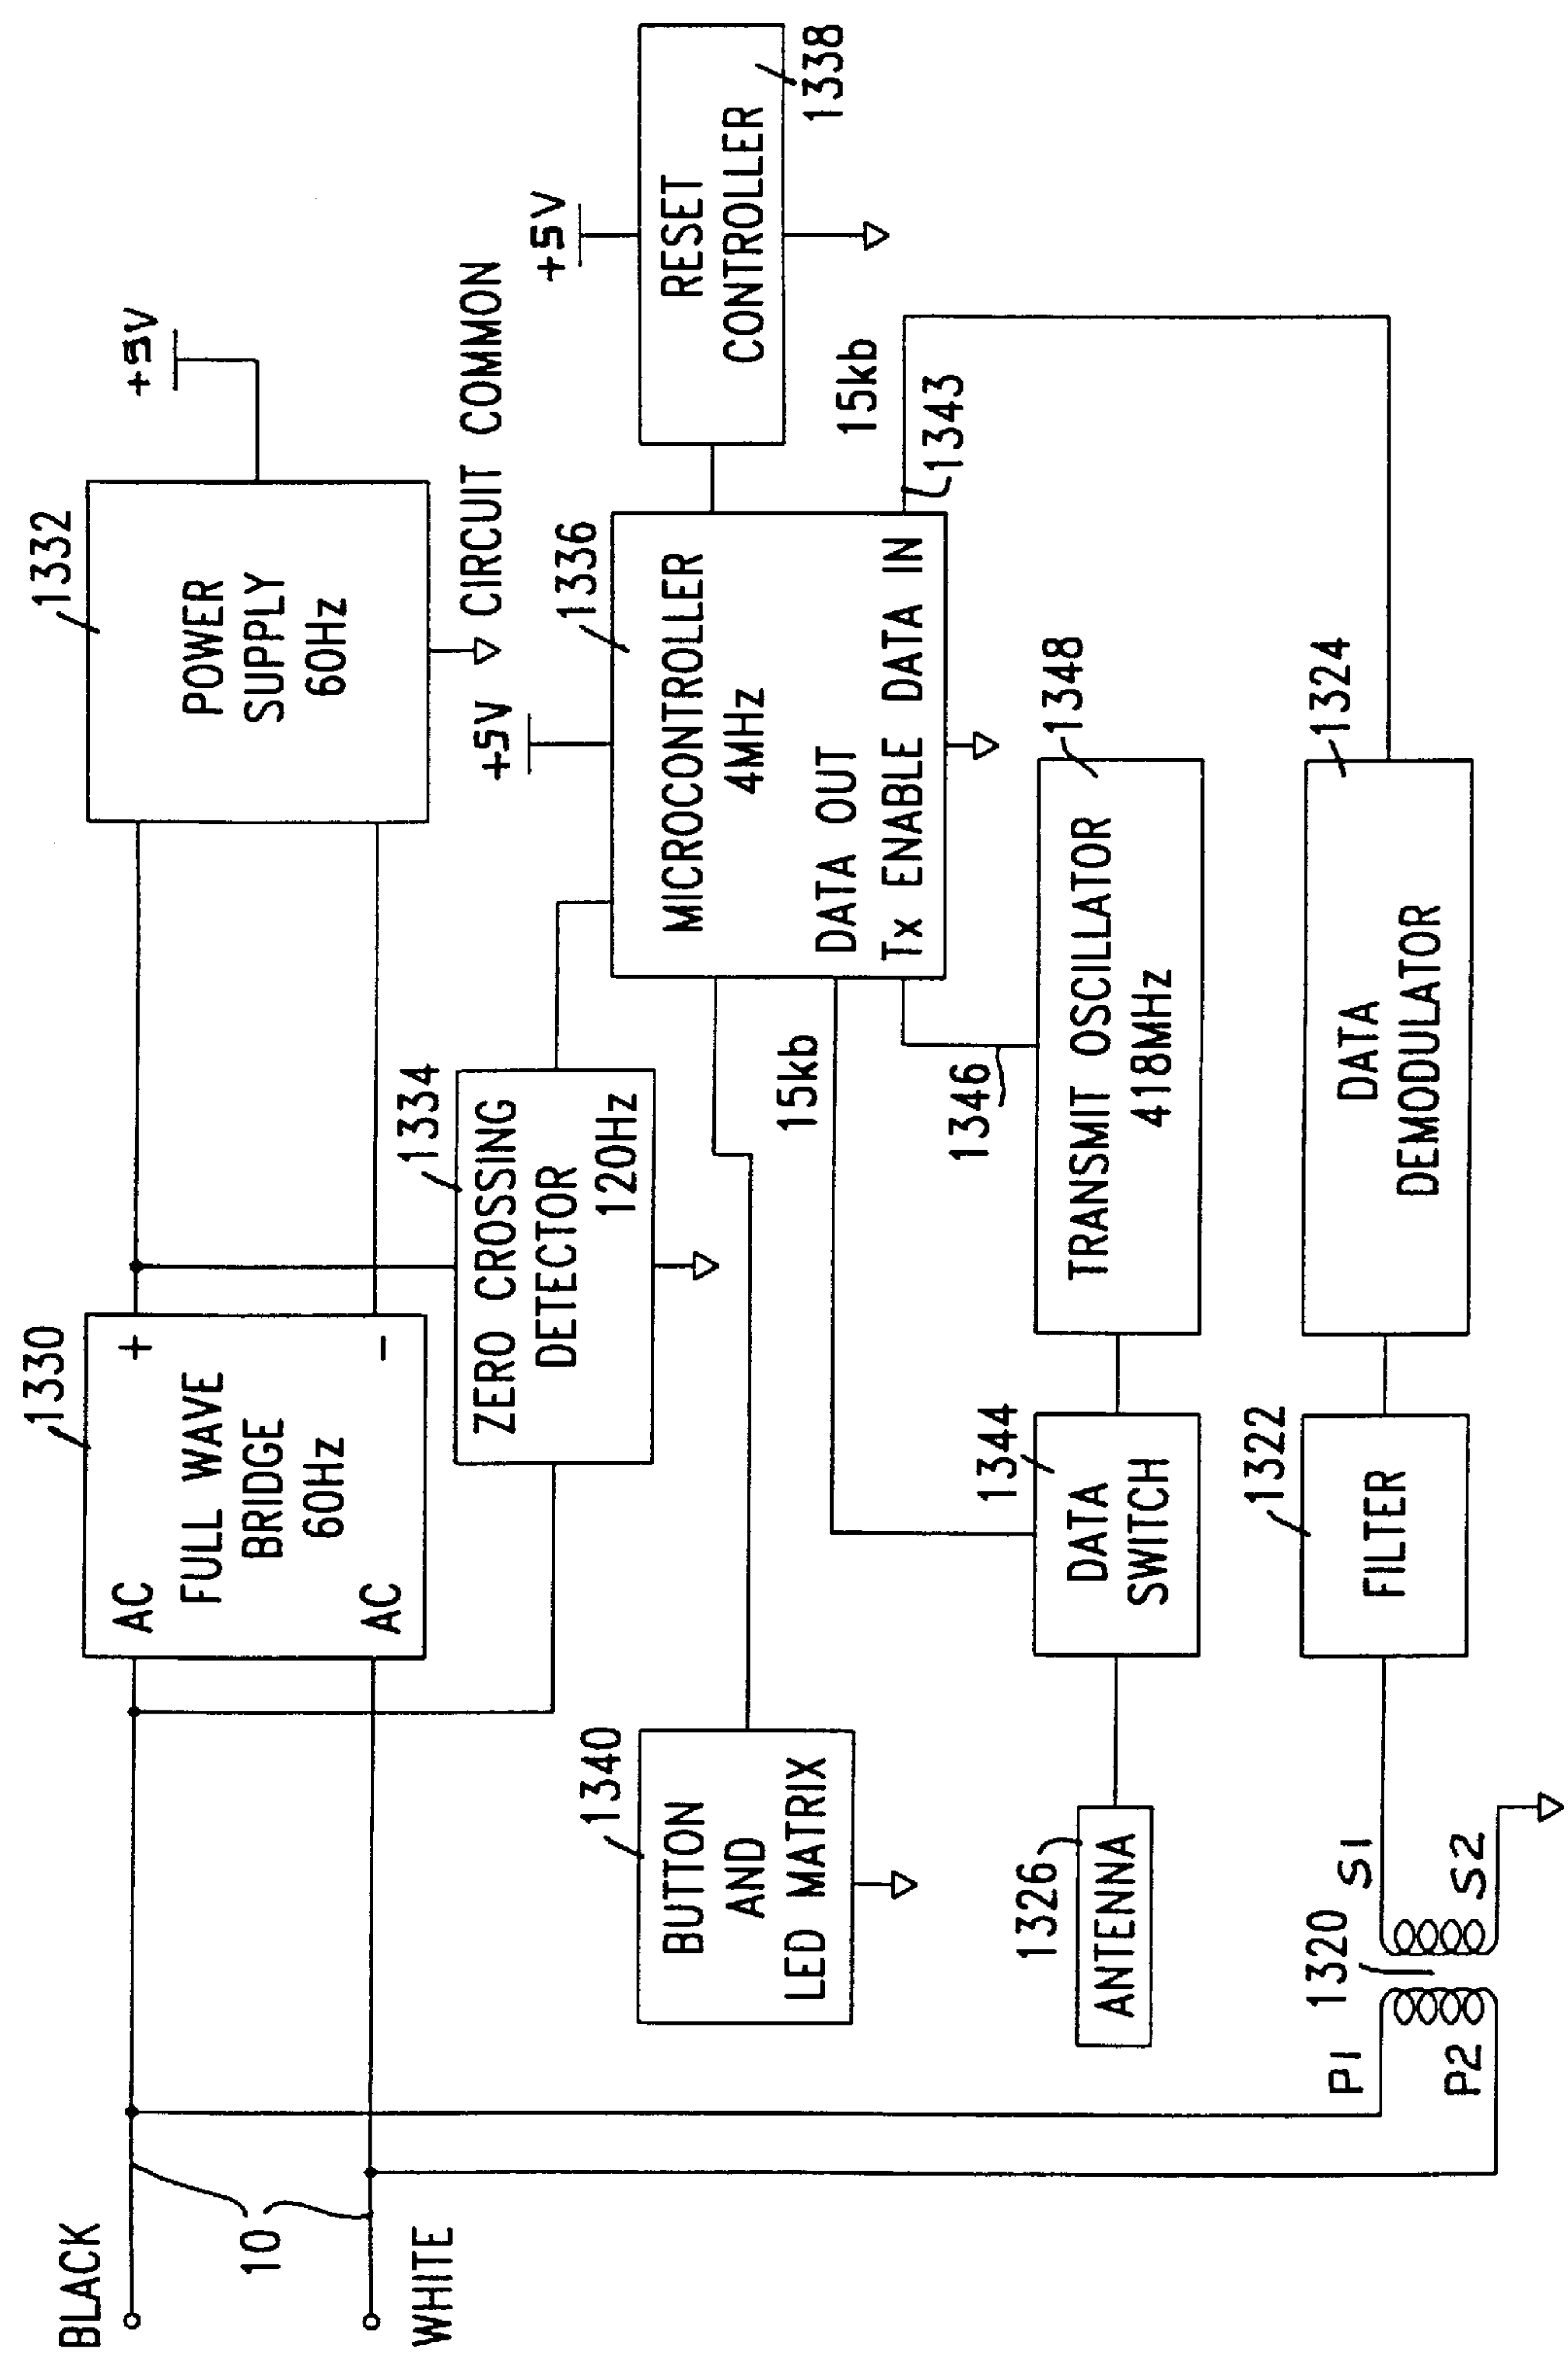 BLACK
10
WHITE
1330
AC
+
FULL WAVE
BRIDGE
60Hz
AC
-
1332
POWER
SUPPLY
60Hz
+5V
CIRCUIT COMMON
1334
ZERO CROSSING
DETECTOR
120Hz
+5V
1336
MICROCONTROLLER
4MHz
DATA OUT
Tx ENABLE DATA IN
+5V
RESET
CONTROLLER
1338
15kb
1343
1340
BUTTON
AND
LED MATRIX
15kb
1346
1326
ANTENNA
1344
DATA
SWITCH
1348
TRANSMIT OSCILLATOR
418MHz
P1
1320
S1
P2
S2
1322
FILTER
1324
DATA
DEMODULATOR